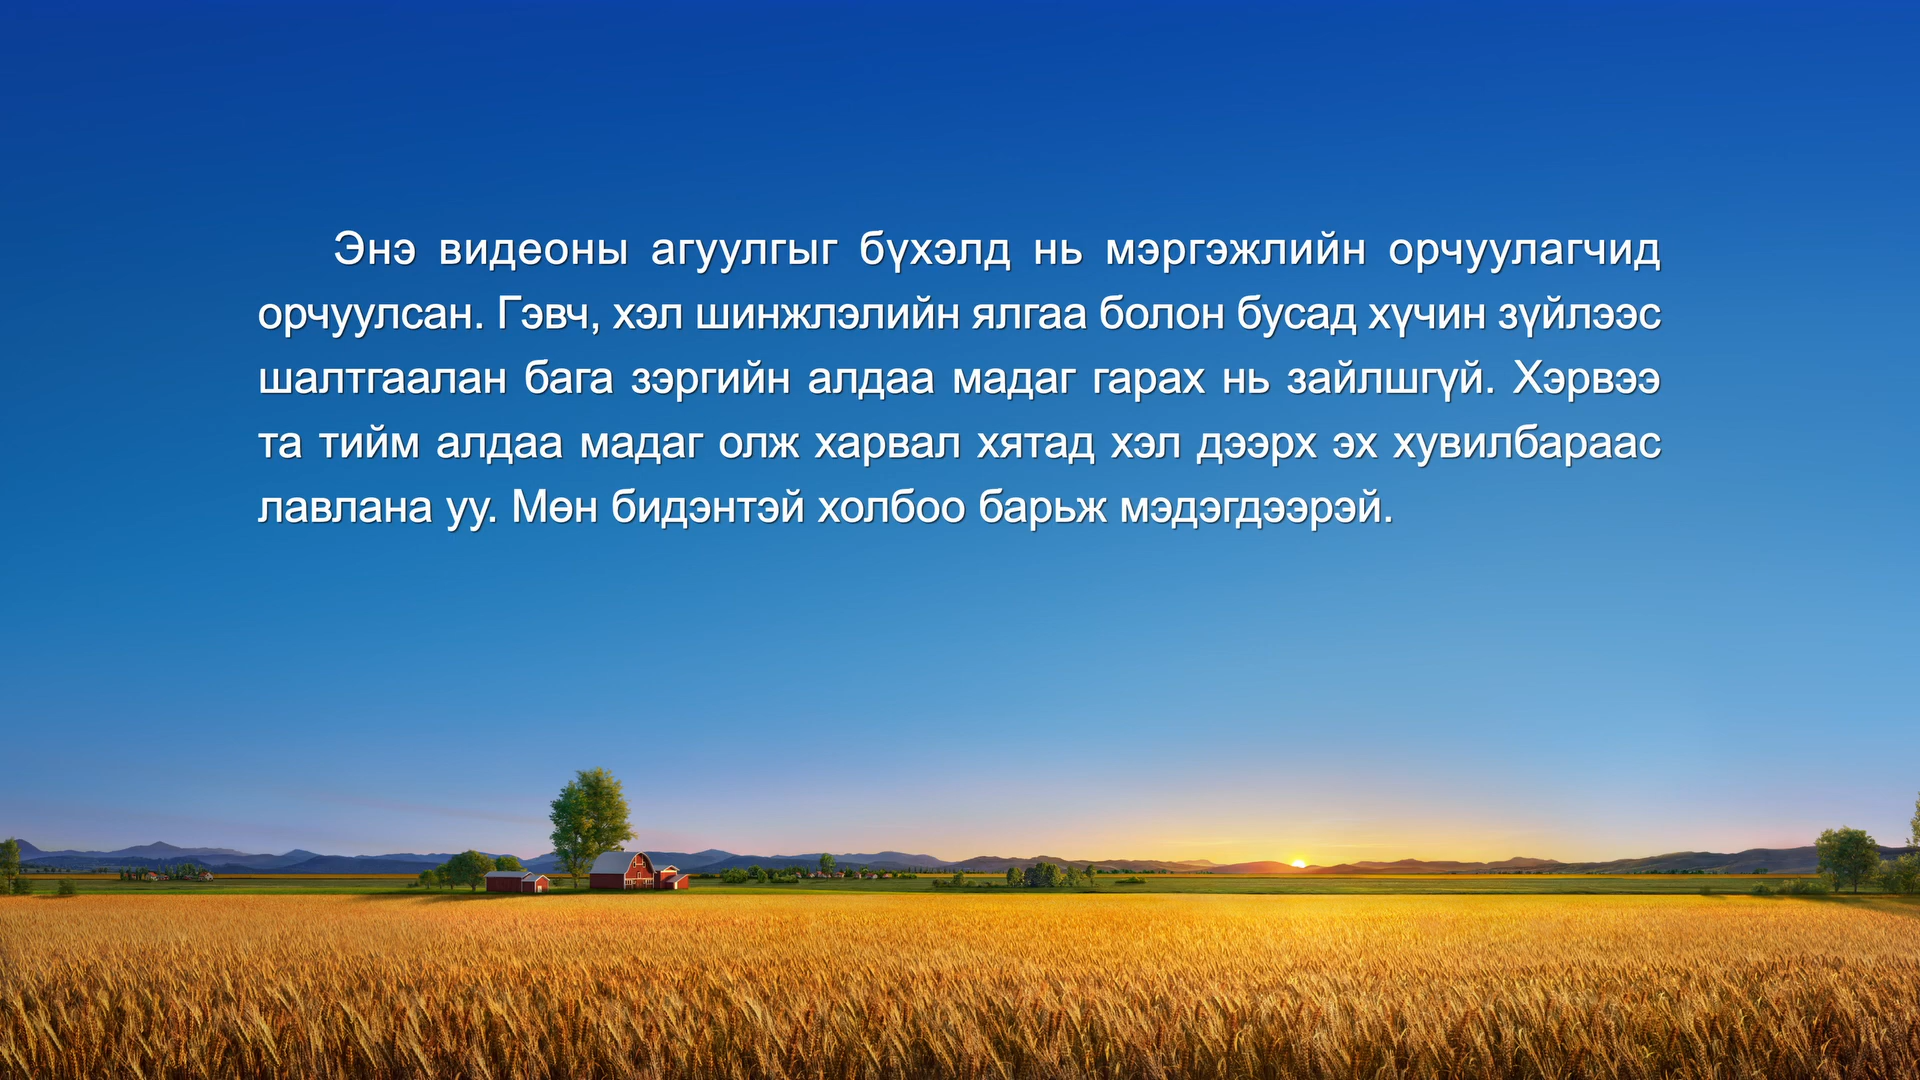 Энэ видеоны агуулгыг бүхэлд нь мэргэжлийн орчуулагчид
орчуулсан. Гэвч, хэл шинжлэлийн ялгаа болон бусад хүчин зүйлээс
шалтгаалан бага зэргийн алдаа мадаг гарах нь зайлшгүй. Хэрвээ
та тийм алдаа мадаг олж харвал хятад хэл дээрх эх хувилбараас
лавлана уу. Мөн бидэнтэй холбоо барьж мэдэгдээрэй.